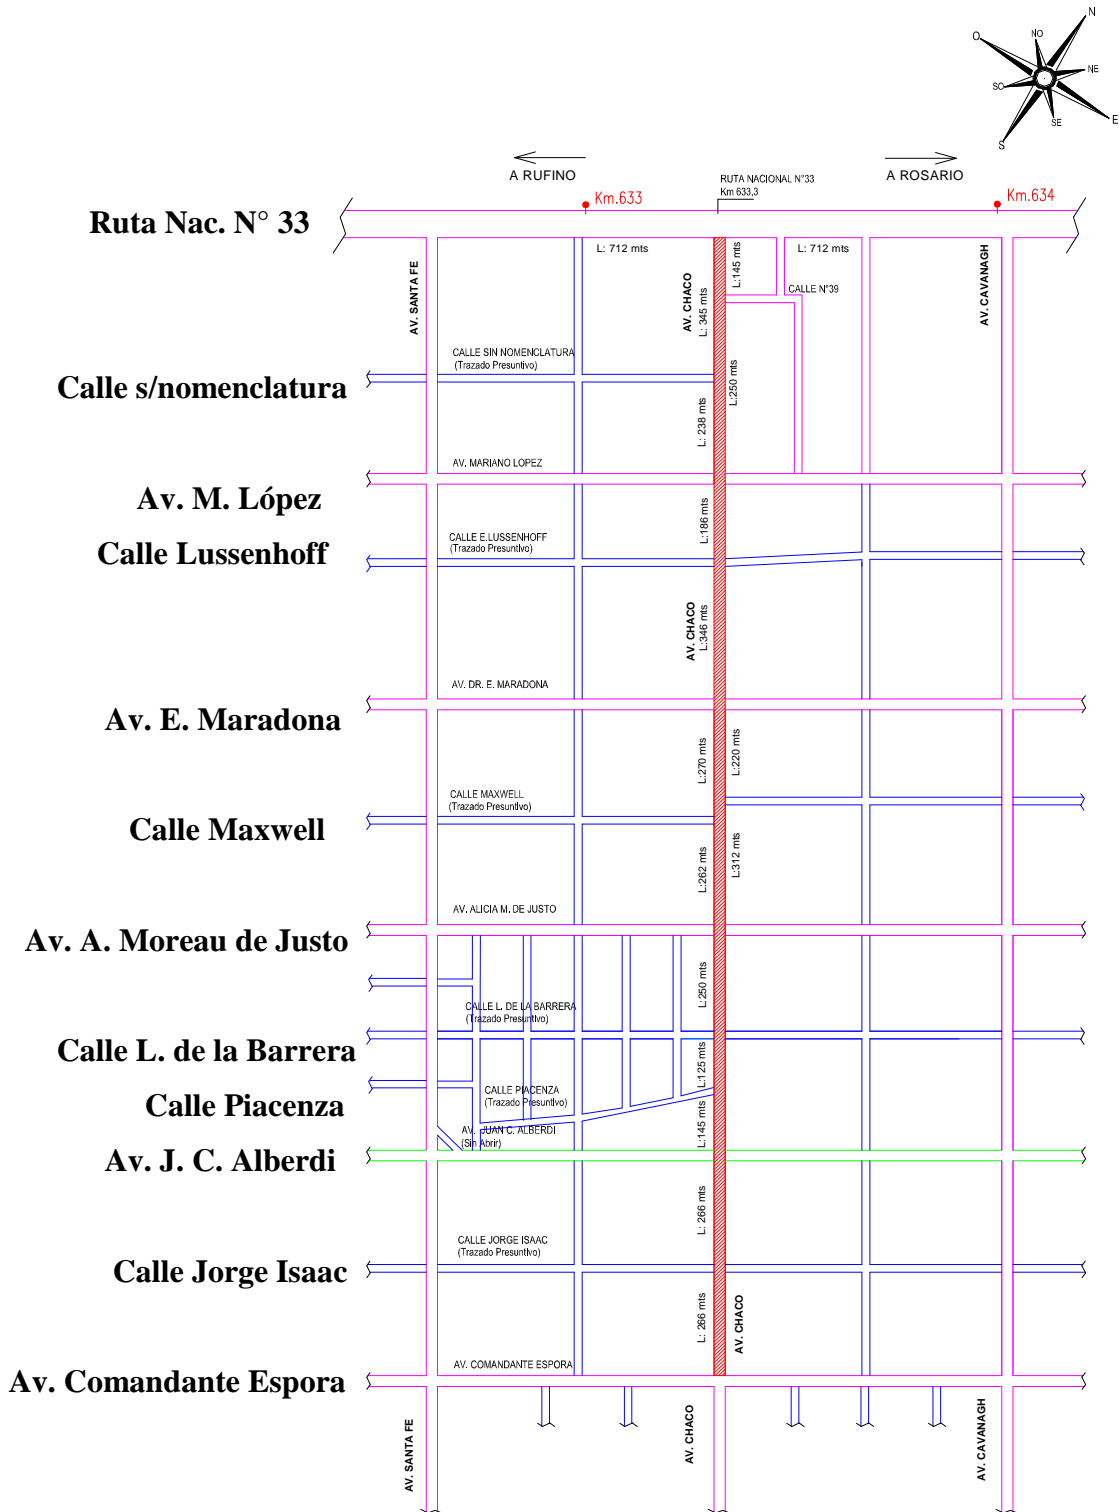 N
NO
O
NE
SO
E
SE
S
A RUFINO
A ROSARIO
RUTA NACIONAL N°33
Km 633,3
Km.633
Km.634
Ruta Nac. N° 33
L: 712 mts
L: 712 mts
L:145 mts
AV. SANTA FE
AV. CHACO
L: 345 mts
CALLE N°39
AV. CAVANAGH
CALLE SIN NOMENCLATURA
(Trazado Presuntivo)
Calle s/nomenclatura
L:250 mts
L: 238 mts
AV. MARIANO LOPEZ
Av. M. López
L:186 mts
CALLE E.LUSSENHOFF
(Trazado Presuntivo)
Calle Lussenhoff
AV. CHACO
L:346 mts
AV. DR. E. MARADONA
Av. E. Maradona
L:270 mts
L:220 mts
CALLE MAXWELL
(Trazado Presuntivo)
Calle Maxwell
L:262 mts
L:312 mts
AV. ALICIA M. DE JUSTO
Av. A. Moreau de Justo
L:250 mts
CALLE L. DE LA BARRERA
(Trazado Presuntivo)
Calle L. de la Barrera
L:125 mts
CALLE PIACENZA
(Trazado Presuntivo)
Calle Piacenza
L:145 mts
AV. JUAN C. ALBERDI
(Sin Abrir)
Av. J. C. Alberdi
L: 266 mts
CALLE JORGE ISAAC
(Trazado Presuntivo)
Calle Jorge Isaac
L: 266 mts
AV. CHACO
AV. COMANDANTE ESPORA
Av. Comandante Espora
AV. SANTA FE
AV. CHACO
AV. CAVANAGH